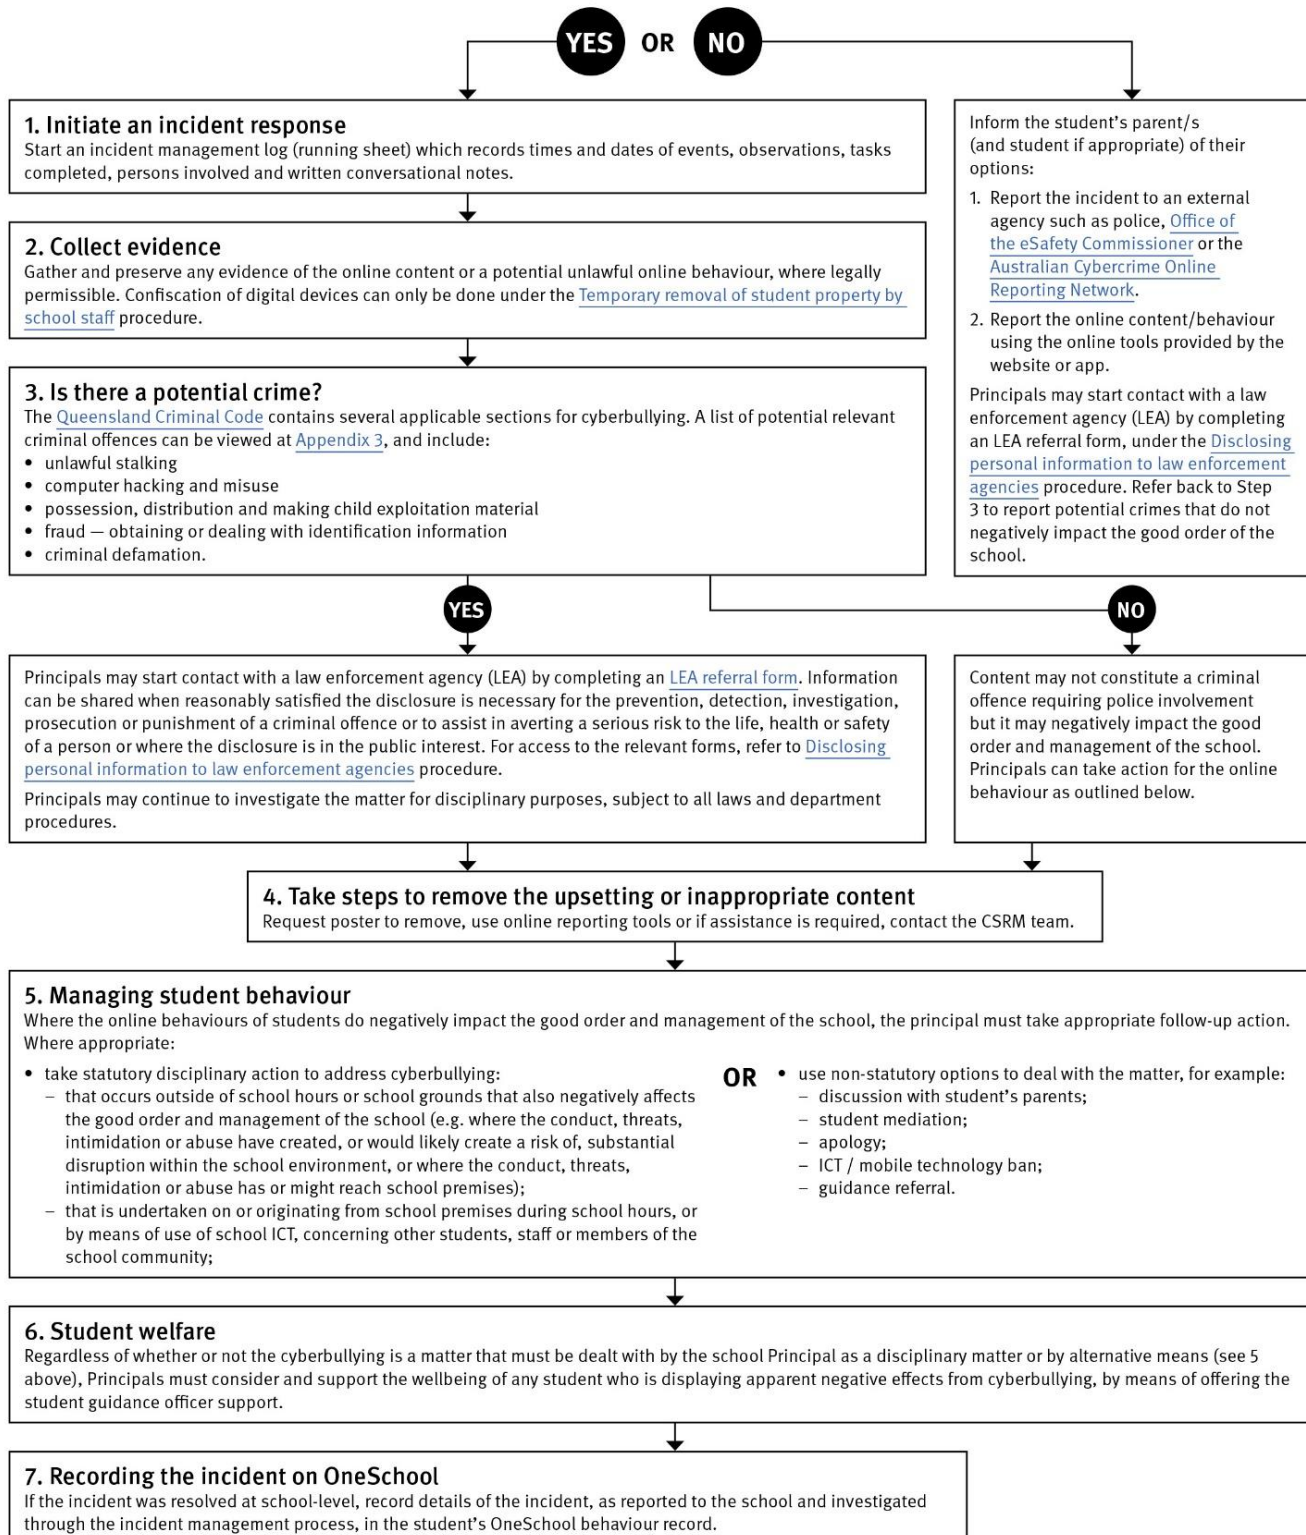 YES OR NO
1. Initiate an incident response
Start an incident management log (running sheet) which records times and dates of events, observations, tasks
completed, persons involved and written conversational notes.
2. Collect evidence
Gather and preserve any evidence of the online content or a potential unlawful online behaviour, where legally
permissible. Confiscation of digital devices can only be done under the Temporary removal of student property by
school staff procedure.
3. Is there a potential crime?
The Queensland Criminal Code contains several applicable sections for cyberbullying. A list of potential relevant
criminal offences can be viewed at Appendix 3, and include:
• unlawful stalking
• computer hacking and misuse
• possession, distribution and making child exploitation material
• fraud — obtaining or dealing with identification information
• criminal defamation.
Inform the student's parent/s
(and student if appropriate) of their
options:
1. Report the incident to an external
agency such as police, Office of
the eSafety Commissioner or the
Australian Cybercrime Online
Reporting Network.
2. Report the online content/behaviour
using the online tools provided by the
website or app.
Principals may start contact with a law
enforcement agency (LEA) by completing
an LEA referral form, under the Disclosing
personal information to law enforcement
agencies procedure. Refer back to Step
3 to report potential crimes that do not
negatively impact the good order of the
school.
YES
NO
Principals may start contact with a law enforcement agency (LEA) by completing an LEA referral form. Information
can be shared when reasonably satisfied the disclosure is necessary for the prevention, detection, investigation,
prosecution or punishment of a criminal offence or to assist in averting a serious risk to the life, health or safety
of a person or where the disclosure is in the public interest. For access to the relevant forms, refer to Disclosing
personal information to law enforcement agencies procedure.
Principals may continue to investigate the matter for disciplinary purposes, subject to all laws and department
procedures.
Content may not constitute a criminal
offence requiring police involvement
but it may negatively impact the good
order and management of the school.
Principals can take action for the online
behaviour as outlined below.
4. Take steps to remove the upsetting or inappropriate content
Request poster to remove, use online reporting tools or if assistance is required, contact the CSRM team.
5. Managing student behaviour
Where the online behaviours of students do negatively impact the good order and management of the school, the principal must take appropriate follow-up action.
Where appropriate:
• take statutory disciplinary action to address cyberbullying:
– that occurs outside of school hours or school grounds that also negatively affects
the good order and management of the school (e.g. where the conduct, threats,
intimidation or abuse have created, or would likely create a risk of, substantial
disruption within the school environment, or where the conduct, threats,
intimidation or abuse has or might reach school premises);
– that is undertaken on or originating from school premises during school hours, or
by means of use of school ICT, concerning other students, staff or members of the
school community;
OR
• use non-statutory options to deal with the matter, for example:
– discussion with student's parents;
– student mediation;
– apology;
– ICT / mobile technology ban;
– guidance referral.
6. Student welfare
Regardless of whether or not the cyberbullying is a matter that must be dealt with by the school Principal as a disciplinary matter or by alternative means (see 5
above), Principals must consider and support the wellbeing of any student who is displaying apparent negative effects from cyberbullying, by means of offering the
student guidance officer support.
7. Recording the incident on OneSchool
If the incident was resolved at school-level, record details of the incident, as reported to the school and investigated
through the incident management process, in the student's OneSchool behaviour record.